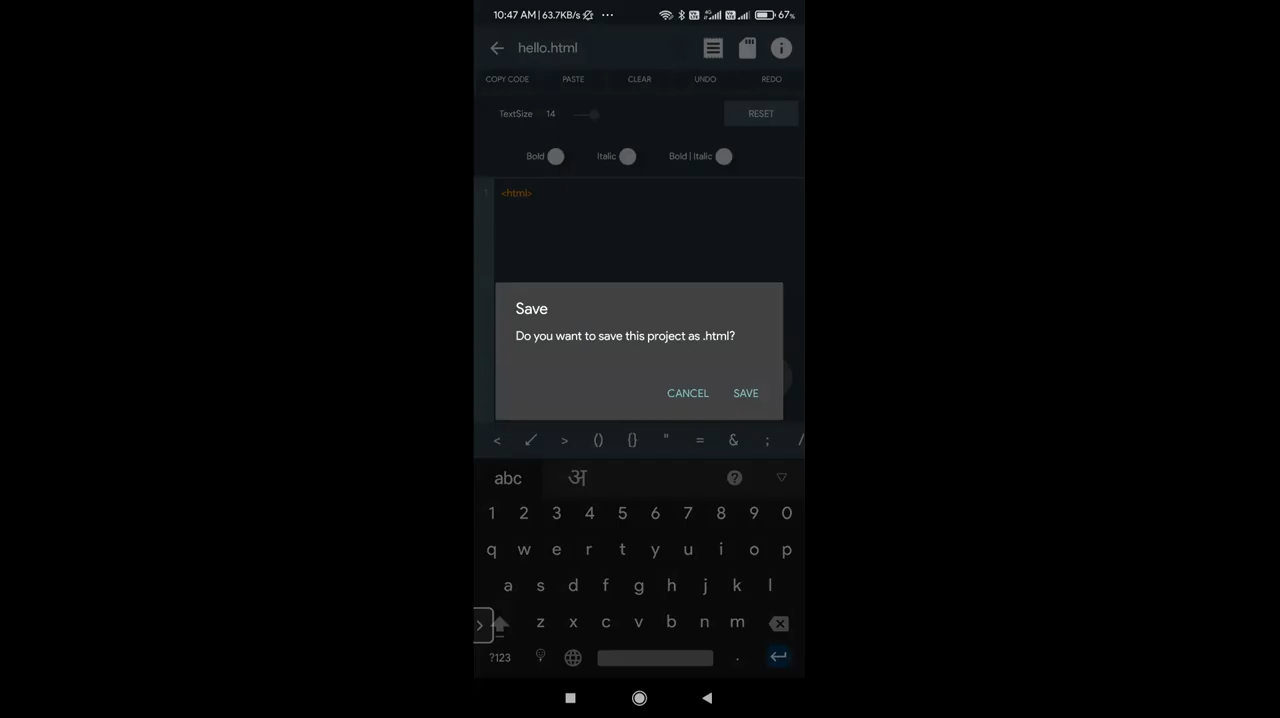 10:47 AM | 63.7KB/s ... 67%
hello.html
COPY CODE PASTE CLEAR UNDO REDO
TextSize 14 RESET
Bold Italic Bold | Italic
1 <html>
Save
Do you want to save this project as .html?
CANCEL SAVE
< > () {} " = & ; /
abc अ
1 2 3 4 5 6 7 8 9 0
q w e r t y u i o p
a s d f g h j k l
z x c v b n m
?123 .